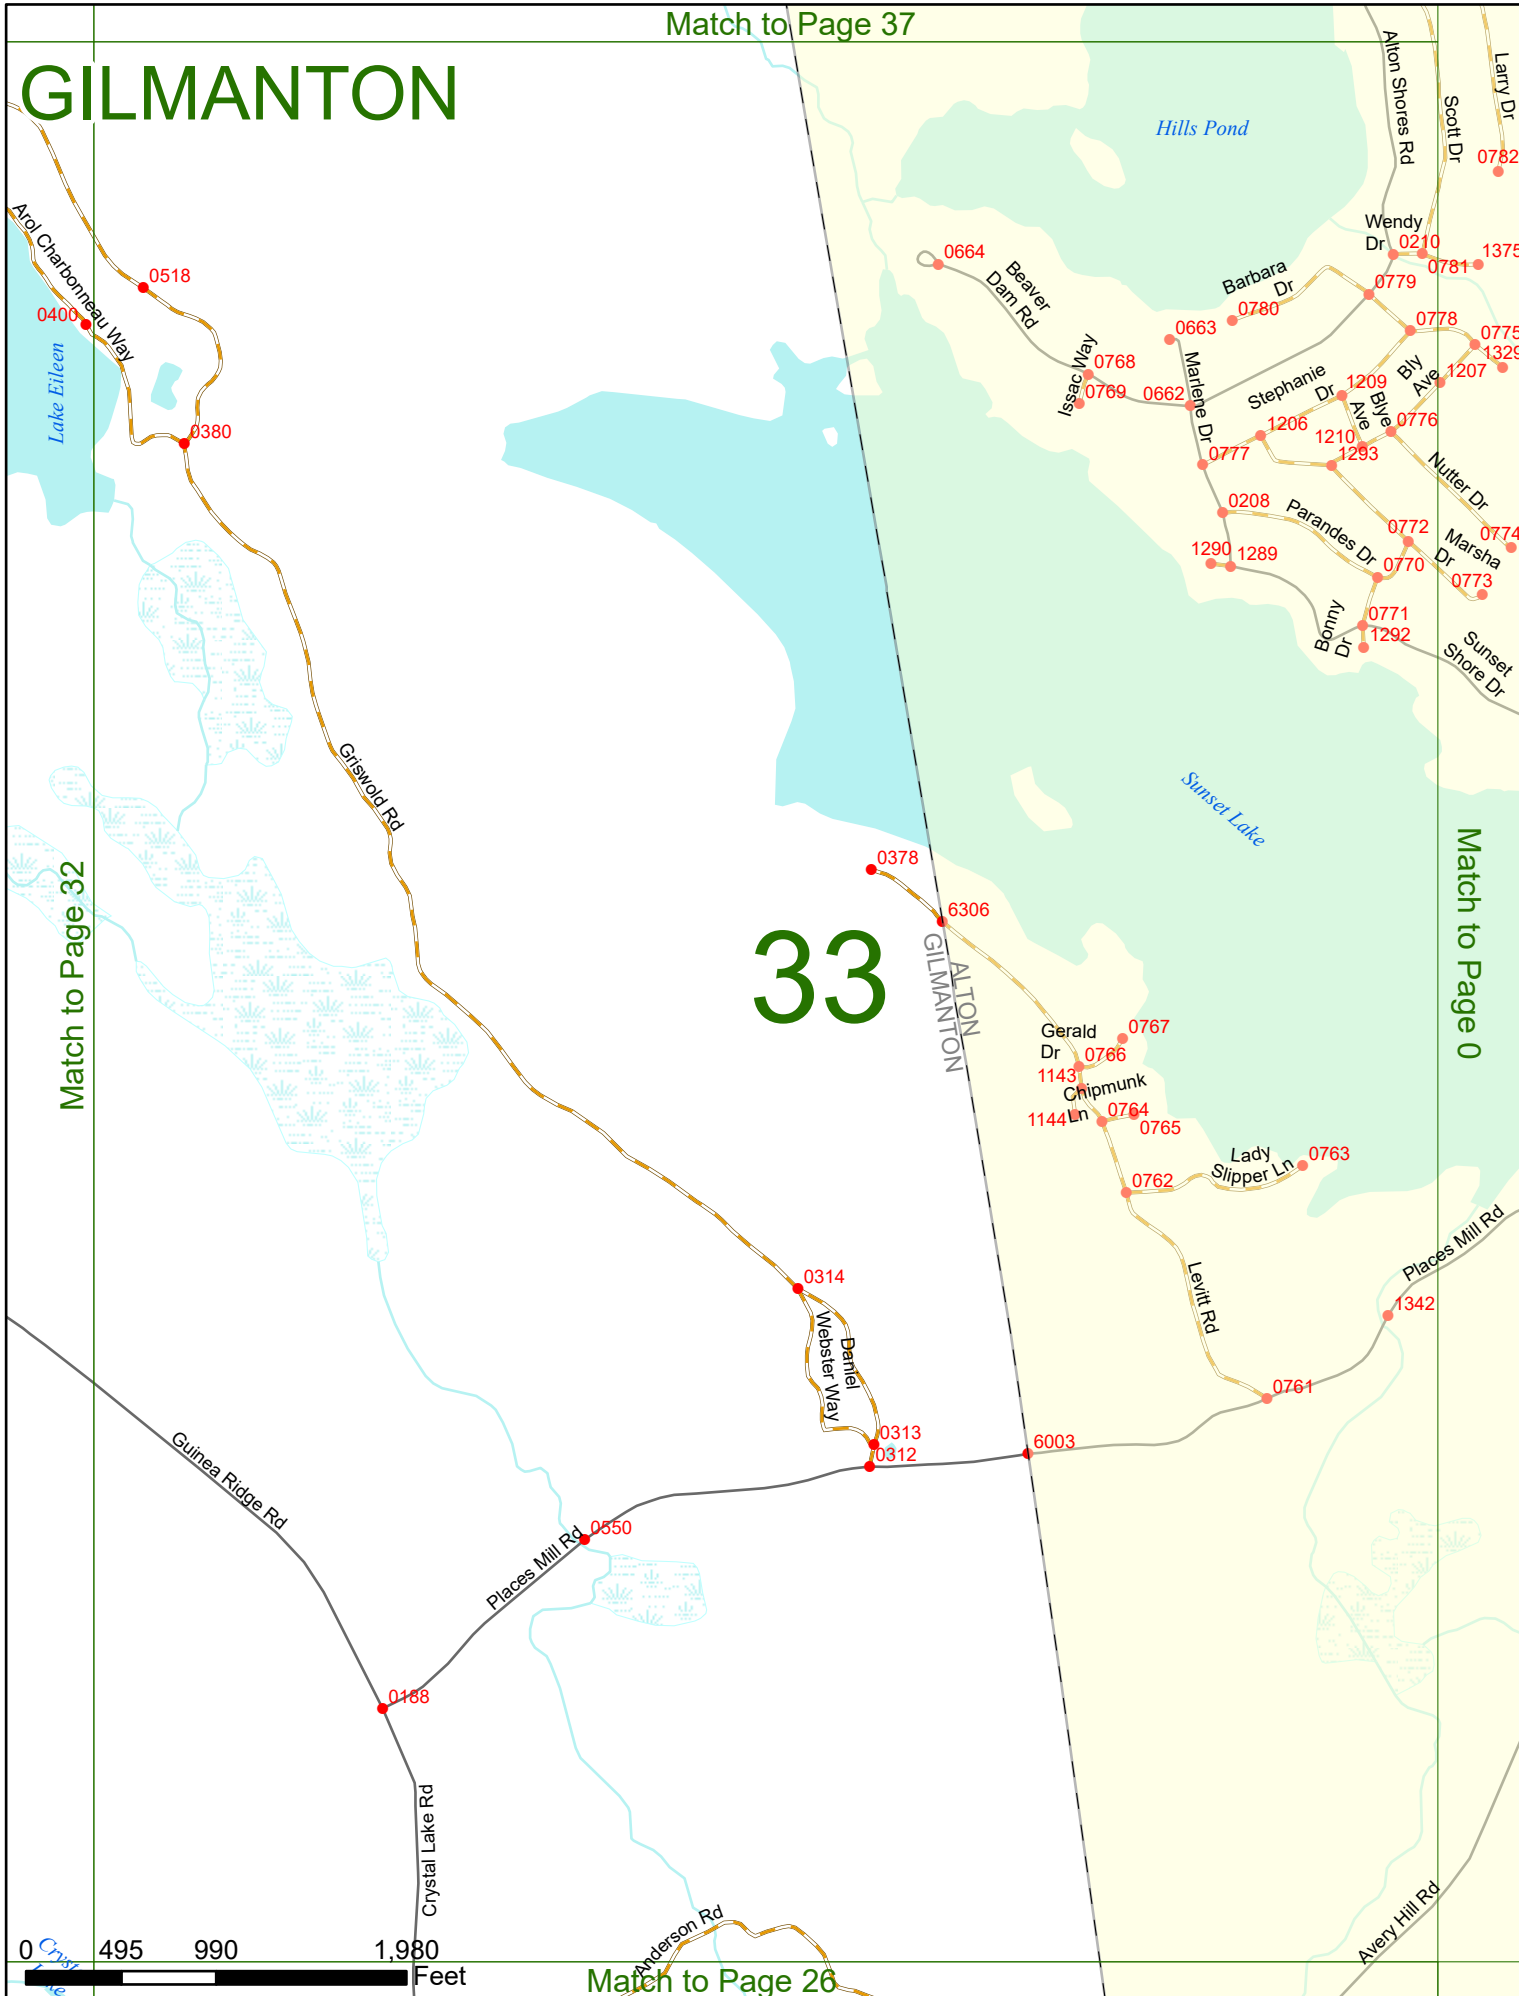 Match to Page 37
GILMANTON
Hills Pond
Alton Shores Rd
Scott Dr
Larry Dr
0782
Arol Charbonneau Way
0518
0400
Lake Eileen
0380
0664
Beaver
Dam Rd
Wendy
Dr
0210
0781
1375
Barbara
Dr
0780
0779
0778
0775
1329
0663
Issac Way
0768
0769
0662
Marlene Dr
Stephanie
Dr
1209
Bly
Ave
1207
Blye
Ave
0776
1206
1210
1293
0777
Nutter Dr
0208
Parandes Dr
0772
Marsha
Dr
0774
1290
1289
0770
0773
0771
1292
Bonny
Dr
Sunset
Shore Dr
Griswold Rd
Sunset Lake
Match to Page 32
Match to Page 0
0378
6306
33
ALTON
GILMANTON
Gerald
Dr
0767
0766
1143
Chipmunk
Ln
1144
0764
0765
Lady
Slipper Ln
0763
0762
Places Mill Rd
Levitt Rd
0314
1342
Daniel
Webster Way
0761
0313
0312
6003
Guinea Ridge Rd
0550
Places Mill Rd
0188
Crystal Lake Rd
Anderson Rd
Avery Hill Rd
0 495 990 1,980
Feet
Match to Page 26